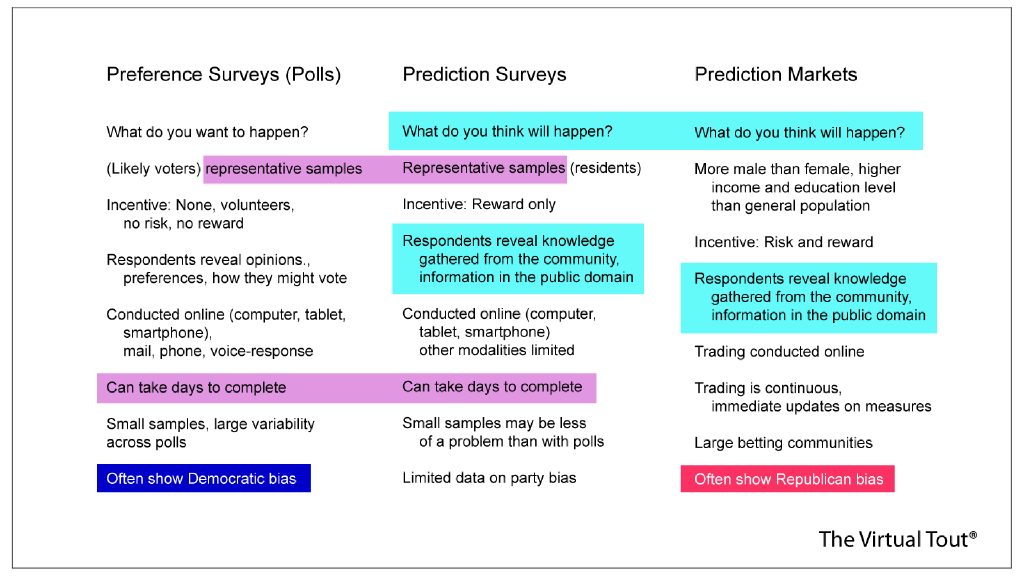 Preference Surveys (Polls)
What do you want to happen?
(Likely voters) representative samples
Incentive: None, volunteers,
no risk, no reward
Respondents reveal opinions.,
preferences, how they might vote
Conducted online (computer, tablet,
smartphone),
mail, phone, voice-response
Can take days to complete
Small samples, large variability
across polls
Often show Democratic bias
Prediction Surveys
What do you think will happen?
Representative samples (residents)
Incentive: Reward only
Respondents reveal knowledge
gathered from the community,
information in the public domain
Conducted online (computer,
tablet, smartphone)
other modalities limited
Can take days to complete
Small samples may be less
of a problem than with polls
Limited data on party bias
Prediction Markets
What do you think will happen?
More male than female, higher
income and education level
than general population
Incentive: Risk and reward
Respondents reveal knowledge
gathered from the community,
information in the public domain
Trading conducted online
Trading is continuous,
immediate updates on measures
Large betting communities
Often show Republican bias
The Virtual Tout®